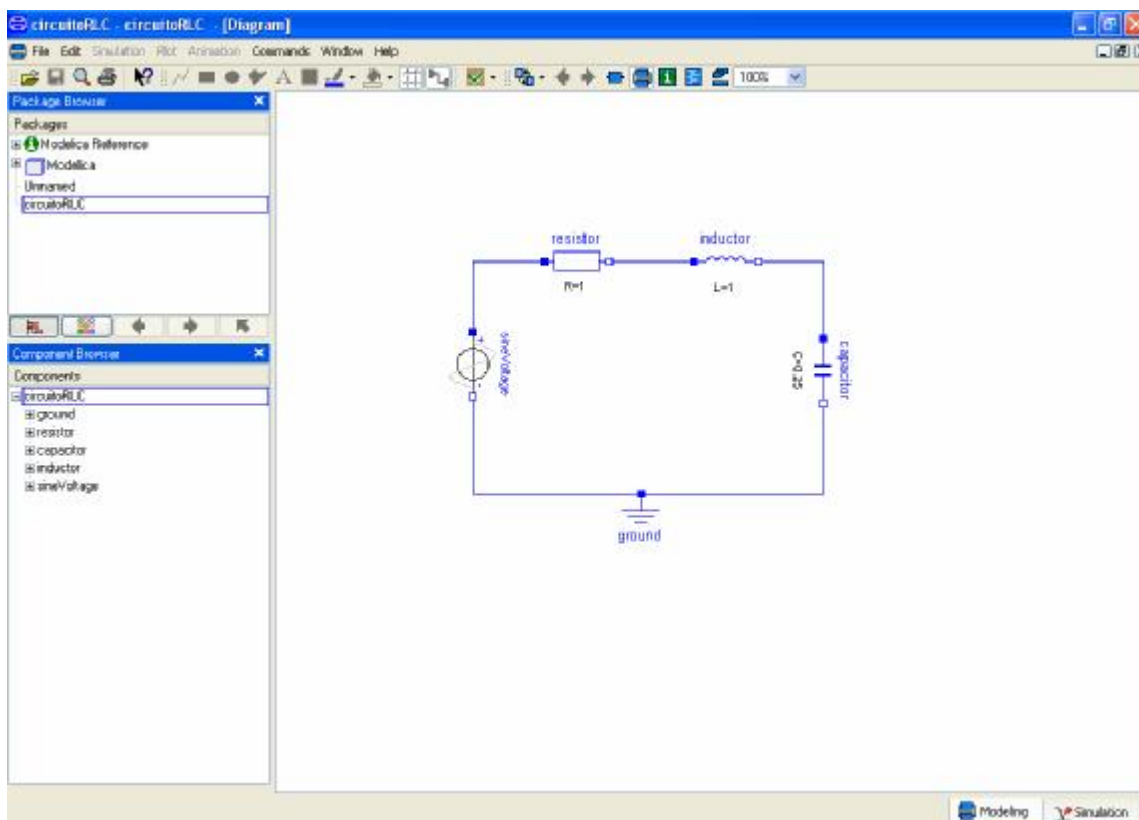 circuitoRLC - circuitoRLC - [Diagram]
File Edit Simulation Plot Animation Commands Window Help
100%
Package Browser
Packages
Modelica Reference
Modelica
Unnamed
circuitoRLC
Component Browser
Components
circuitoRLC
ground
resistor
capacitor
inductor
sineVoltage
resistor
inductor
R=1
L=1
sineVoltage
C=0.25
capacitor
ground
Modeling
Simulation